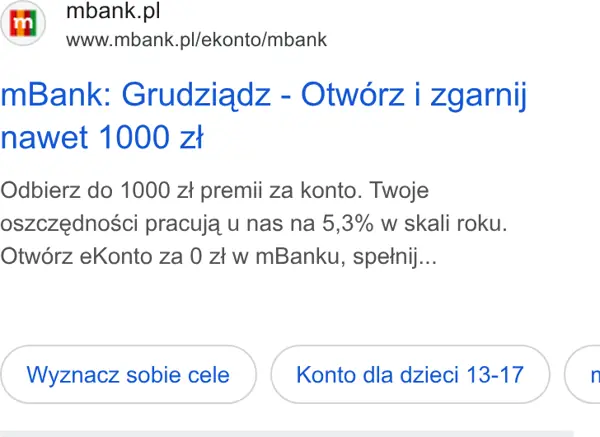 m
mbank.pl
www.mbank.pl/ekonto/mbank
mBank: Grudziądz - Otwórz i zgarnij
nawet 1000 zł
Odbierz do 1000 zł premii za konto. Twoje
oszczędności pracują u nas na 5,3% w skali roku.
Otwórz eKonto za 0 zł w mBanku, spełnij...
Wyznacz sobie cele
Konto dla dzieci 13-17